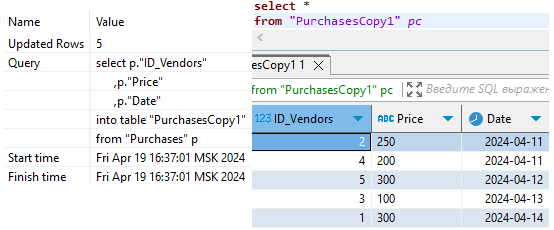 Name Value
Updated Rows 5
Query select p."ID_Vendors"
,p."Price"
,p."Date"
into table "PurchasesCopy1"
from "Purchases" p
Start time Fri Apr 19 16:37:01 MSK 2024
Finish time Fri Apr 19 16:37:01 MSK 2024
select *
from "PurchasesCopy1" pc
esCopy1 1
from "PurchasesCopy1" pc Введите SQL выражен
123 ID_Vendors ABC Price Date
2 250 2024-04-11
4 200 2024-04-11
5 300 2024-04-12
3 100 2024-04-13
1 300 2024-04-14